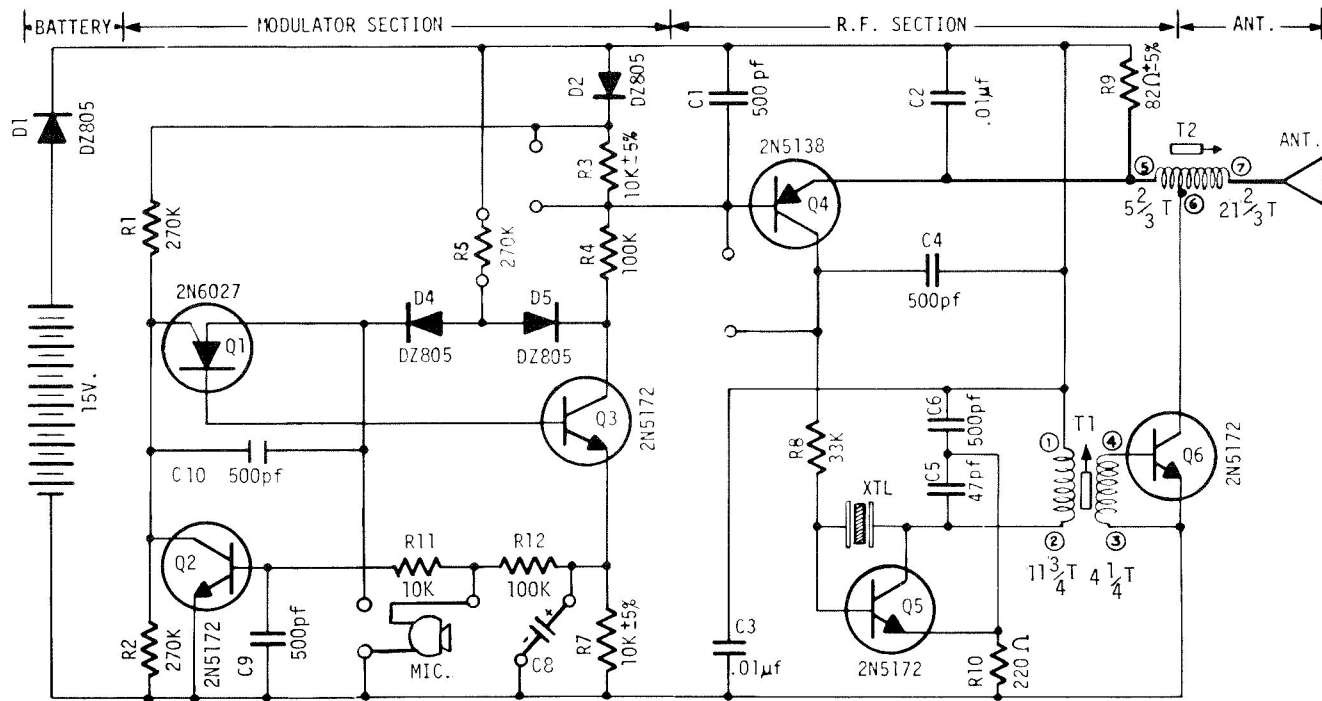 BATTERY
MODULATOR SECTION
R.F. SECTION
ANT.
D1
DZ805
D2
DZ805
C1
500pf
C2
.01µf
R9
82Ω±5%
R3
10K±5%
2N5138
T2
ANT.
Q4
5
7
6
5 2/3 T
21 2/3 T
R1
270K
R5
270K
R4
100K
C4
500pf
2N6027
Q1
D4
DZ805
D5
DZ805
15V.
Q3
2N5172
C6
500pf
C5
47pf
1
T1
4
Q6
2N5172
R8
33K
C10
500pf
XTL
2
3
11 3/4 T
4 1/4 T
Q2
2N5172
R11
10K
R12
100K
Q5
2N5172
R2
270K
C9
500pf
MIC.
+
-
C8
R7
10K±5%
C3
.01µf
R10
220Ω